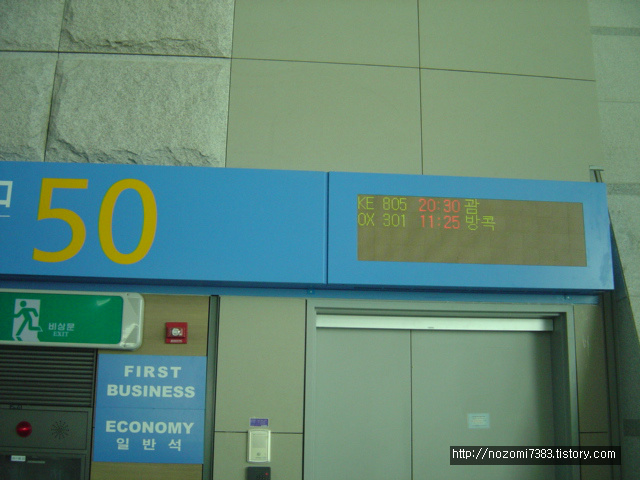 50
KE 805 20:30 괌
OX 301 11:25 방콕
비상문
EXIT
FIRST
BUSINESS
ECONOMY
일반석
http://nozomi7383.tistory.com